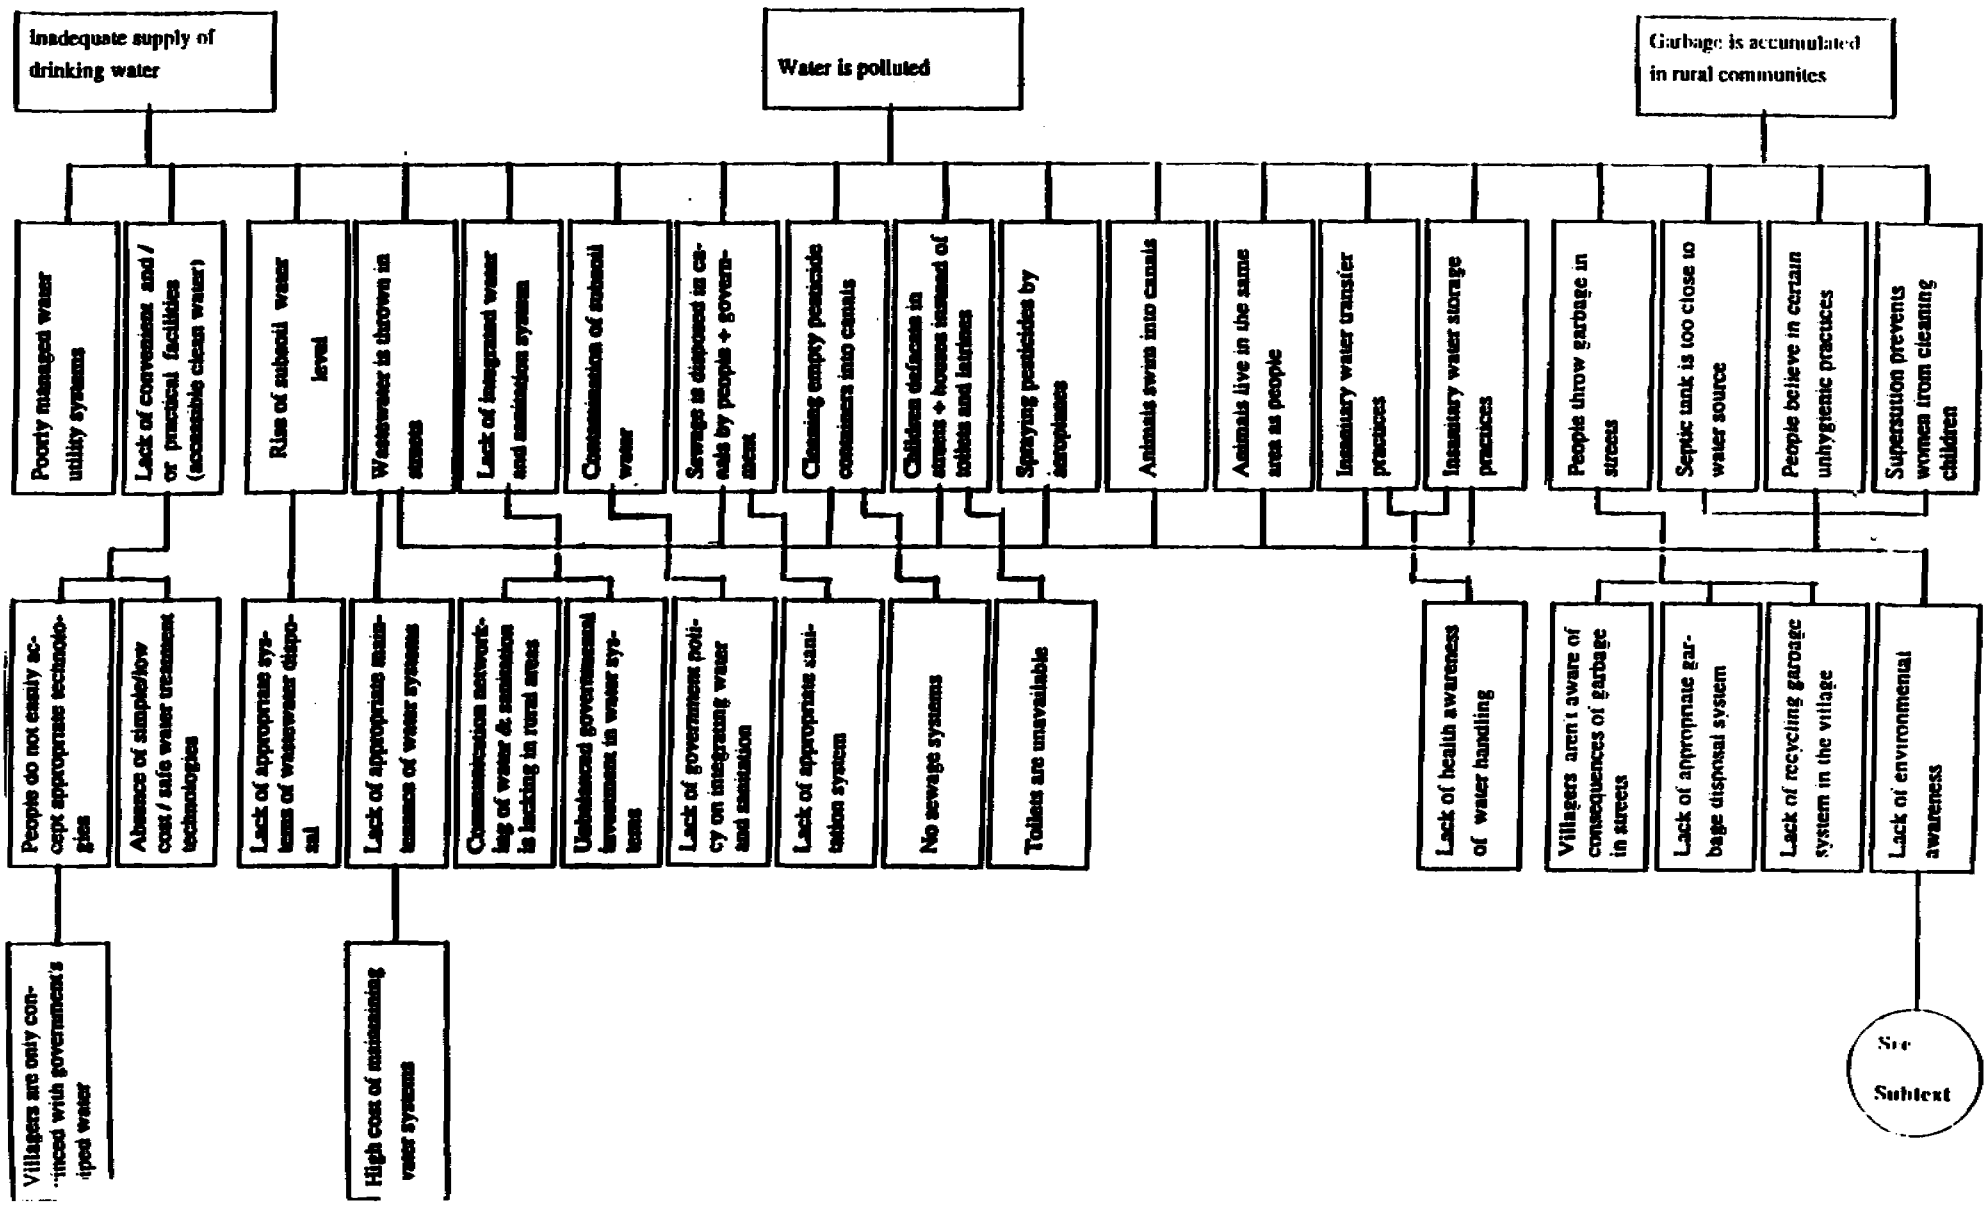 Inadequate supply of
drinking water
Water is polluted
Garbage is accumulated
in rural communites
Poorly managed water
utility systems
Lack of convenient and /
or practical facilities
(accessible clean water)
Rise of subsoil water
level
Wastewater is thrown in
streets
Lack of integrated water
and sanitation system
Contamination of subsoil
water
Sewage is disposed in ca-
nals by people + govern-
ment
Cleaning empty pesticide
containers into canals
Children defacate in
streets + houses instead of
toilets and latrines
Spraying pesticides by
aeroplanes
Animals swim into canals
Animals live in the same
area as people
Insanitary water transfer
practices
Insanitary water storage
practices
People throw garbage in
streets
Septic tank is too close to
water source
People believe in certain
unhygienic practices
Superstition prevents
women from cleaning
children
People do not easily ac-
cept appropriate technolo-
gies
Absence of simple/low
cost / safe water treatment
technologies
Lack of appropriate sys-
tems of wastewater dispo-
sal
Lack of appropriate main-
tenance of water systems
Communication network-
ing of water & sanitation
is lacking in rural areas
Unbalanced governmental
investment in water sys-
tems
Lack of government poli-
cy on integrating water
and sanitation
Lack of appropriate sani-
tation system
No sewage systems
Toilets are unavailable
Lack of health awareness
of water handling
Villagers aren't aware of
consequences of garbage
in streets
Lack of appropriate gar-
bage disposal system
Lack of recycling garbage
system in the village
Lack of environmental
awareness
Villagers are only con-
vinced with government's
piped water
High cost of maintaining
water systems
See
Subtext